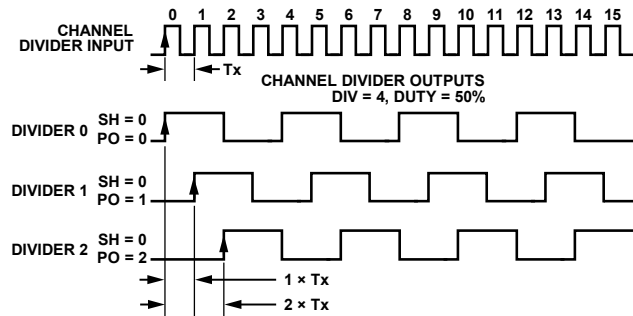 0 1 2 3 4 5 6 7 8 9 10 11 12 13 14 15
CHANNEL
DIVIDER INPUT
Tx
CHANNEL DIVIDER OUTPUTS
DIV = 4, DUTY = 50%
DIVIDER 0
SH = 0
PO = 0
DIVIDER 1
SH = 0
PO = 1
DIVIDER 2
SH = 0
PO = 2
1 × Tx
2 × Tx